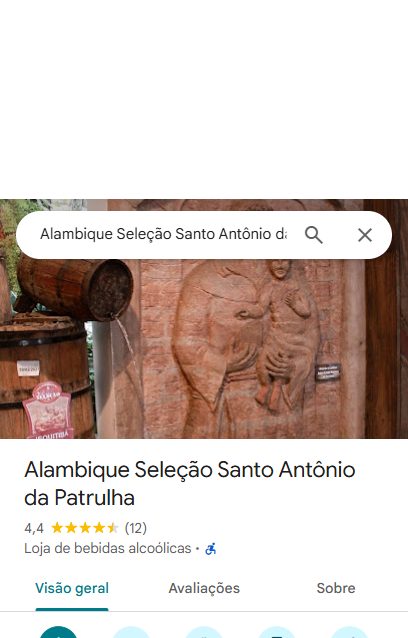 Alambique Seleção Santo Antônio da
Alambique Seleção Santo Antônio
da Patrulha
4,4 (12)
Loja de bebidas alcoólicas •
Visão geral
Avaliações
Sobre